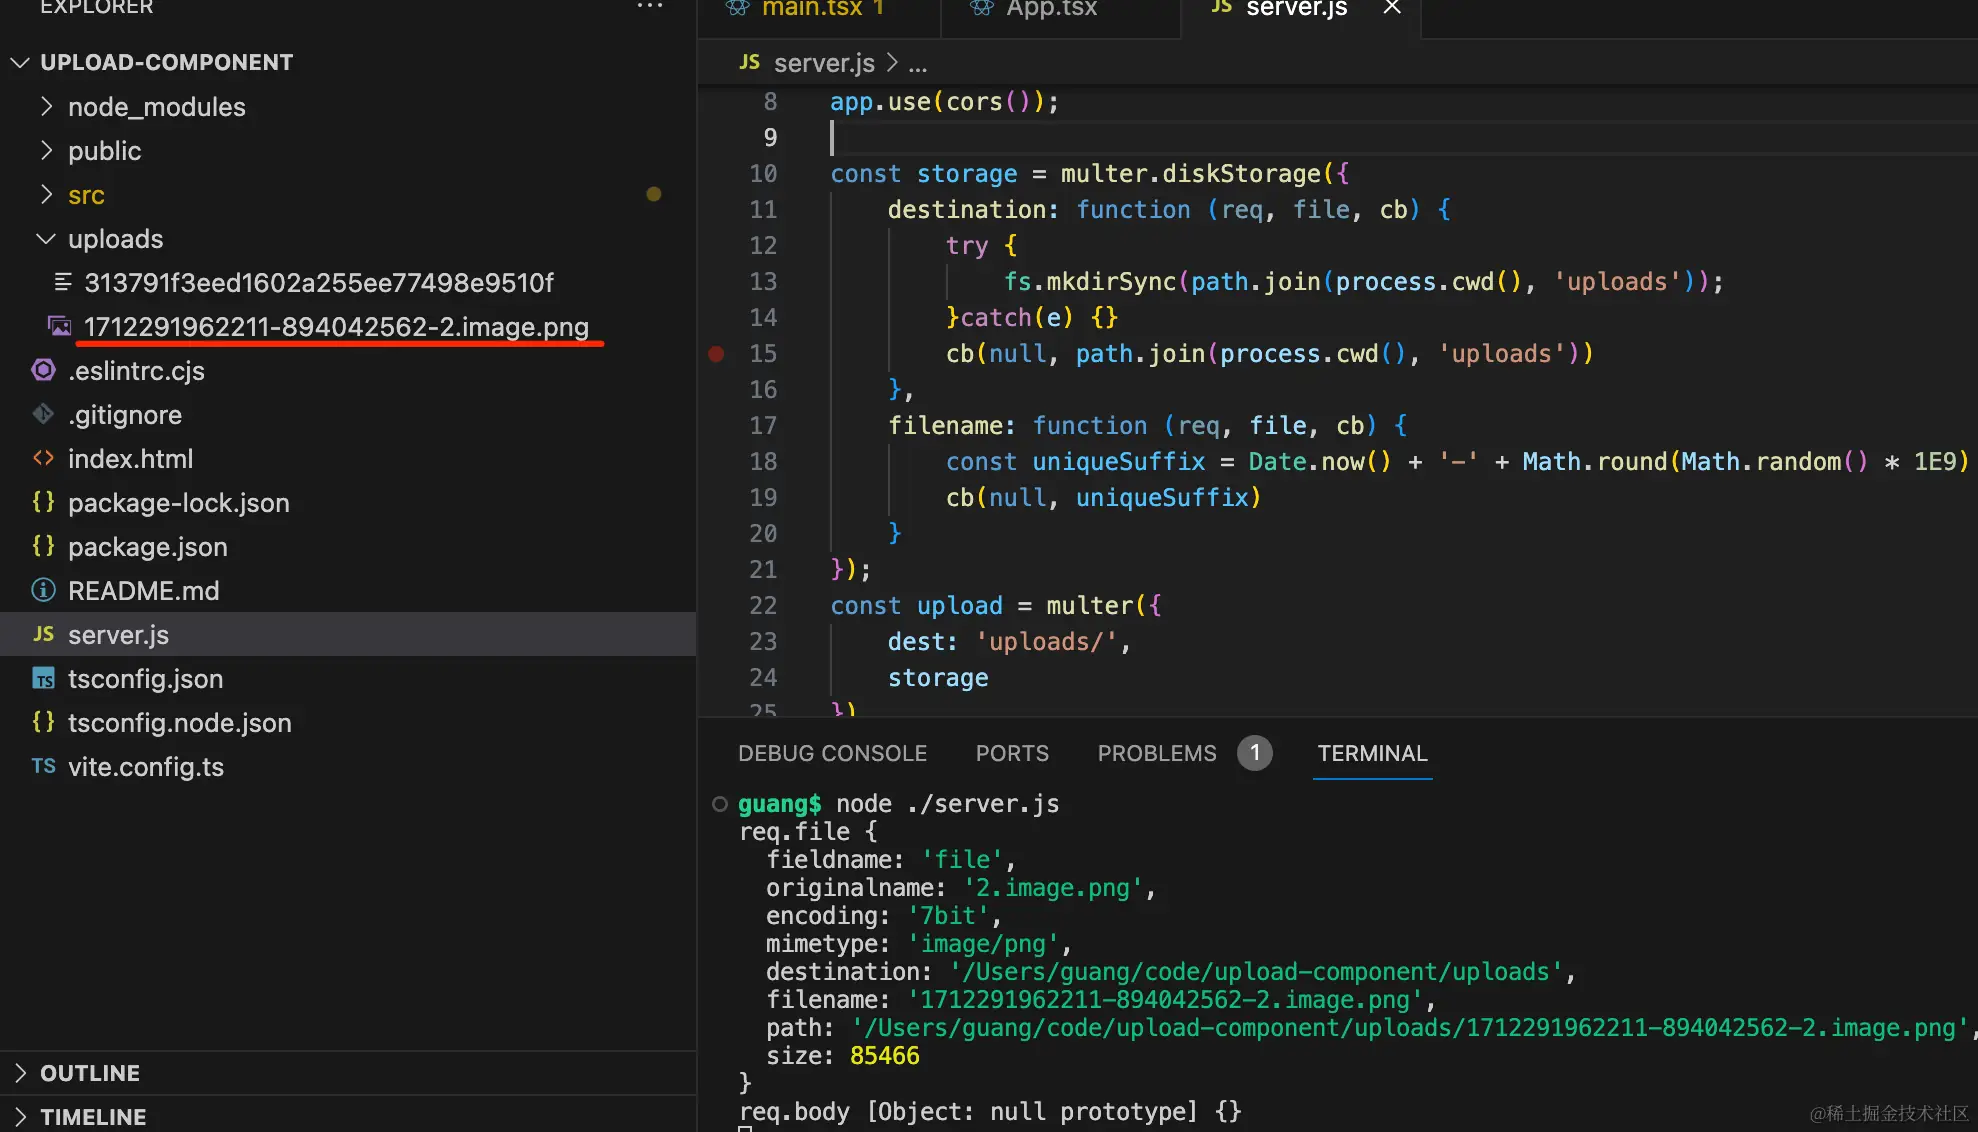 EXPLORER ...
UPLOAD-COMPONENT
node_modules
public
src
uploads
313791f3eed1602a255ee77498e9510f
1712291962211-894042562-2.image.png
.eslintrc.cjs
.gitignore
index.html
{} package-lock.json
{} package.json
README.md
JS server.js
TS tsconfig.json
{} tsconfig.node.json
TS vite.config.ts
OUTLINE
TIMELINE
main.tsx 1
App.tsx
JS server.js
JS server.js > ...
8 app.use(cors());
9
10 const storage = multer.diskStorage({
11 destination: function (req, file, cb) {
12 try {
13 fs.mkdirSync(path.join(process.cwd(), 'uploads'));
14 }catch(e) {}
15 cb(null, path.join(process.cwd(), 'uploads'))
16 },
17 filename: function (req, file, cb) {
18 const uniqueSuffix = Date.now() + '-' + Math.round(Math.random() * 1E9)
19 cb(null, uniqueSuffix)
20 }
21 });
22 const upload = multer({
23 dest: 'uploads/',
24 storage
25 })
DEBUG CONSOLE PORTS PROBLEMS 1 TERMINAL
guang$ node ./server.js
req.file {
fieldname: 'file',
originalname: '2.image.png',
encoding: '7bit',
mimetype: 'image/png',
destination: '/Users/guang/code/upload-component/uploads',
filename: '1712291962211-894042562-2.image.png',
path: '/Users/guang/code/upload-component/uploads/1712291962211-894042562-2.image.png',
size: 85466
}
req.body [Object: null prototype] {}
@稀土掘金技术社区